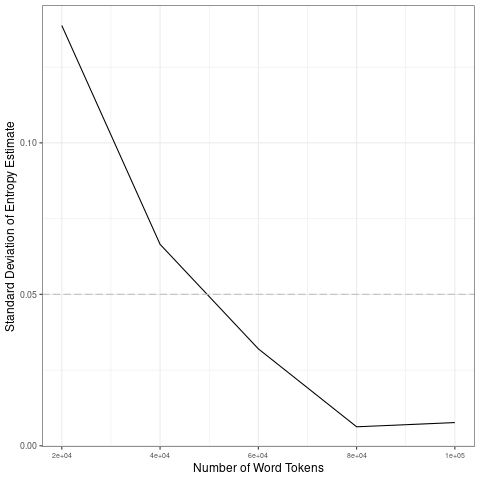 Standard Deviation of Entropy Estimate
0.10
0.05
0.00
2e+04 4e+04 6e+04 8e+04 1e+05
Number of Word Tokens